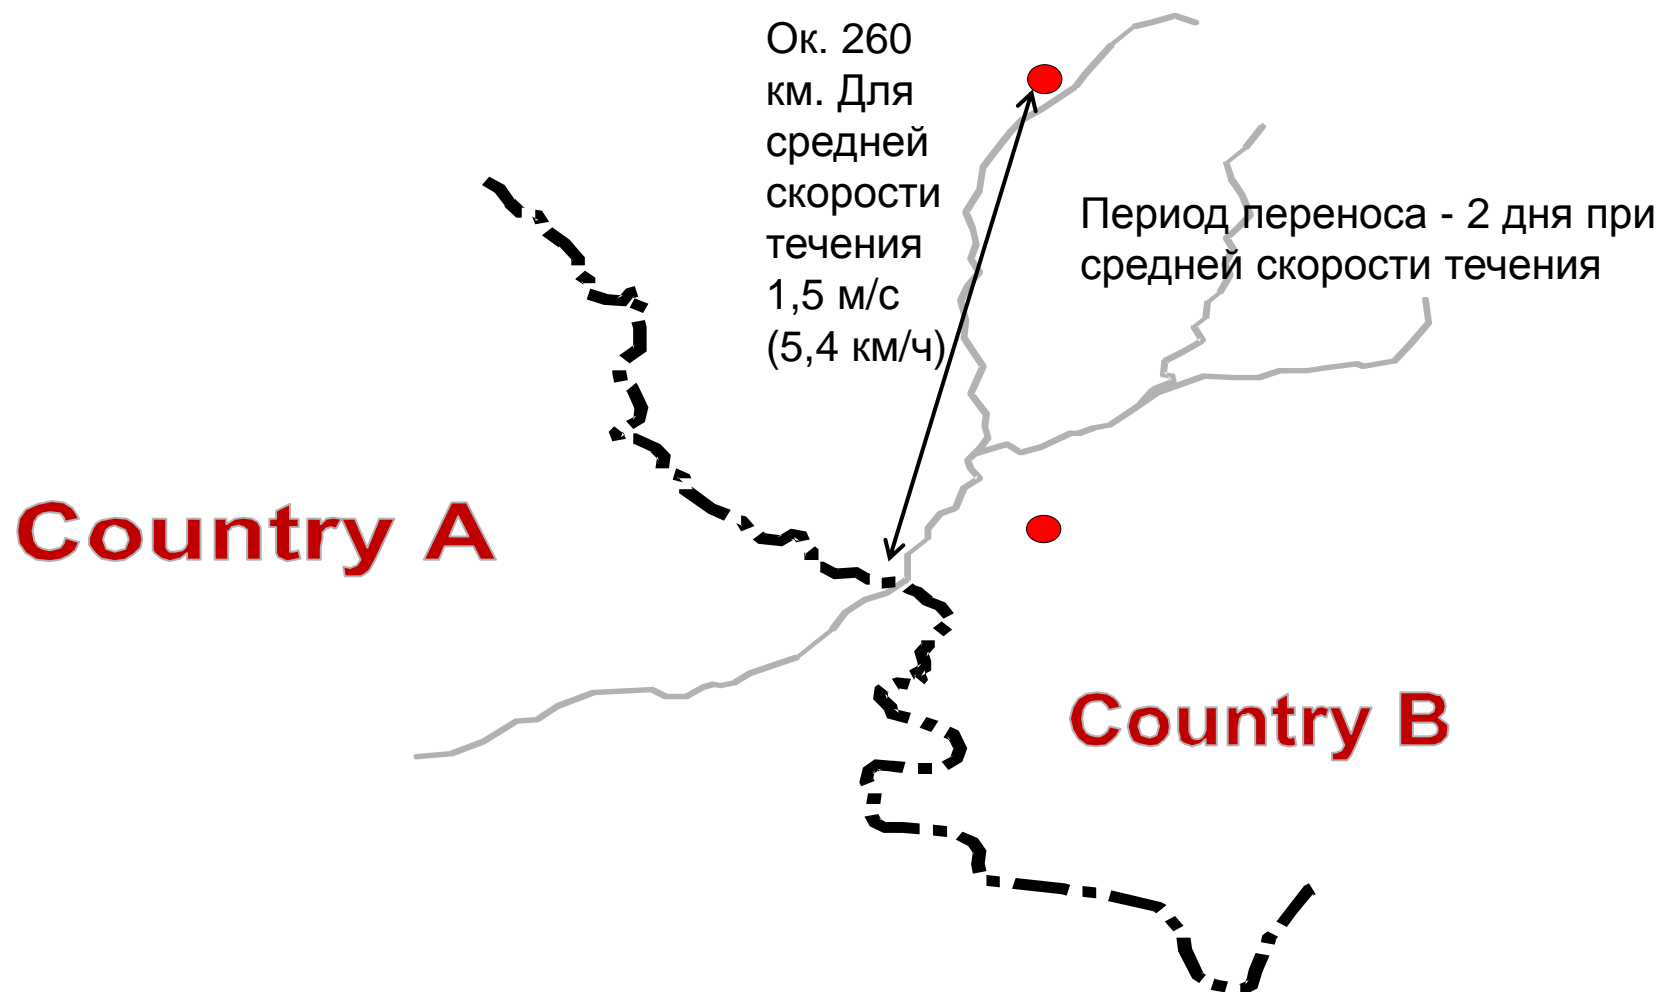 Ок. 260
км. Для
средней
скорости
течения
1,5 м/с
(5,4 км/ч)
Период переноса - 2 дня при
средней скорости течения
Country A
Country B